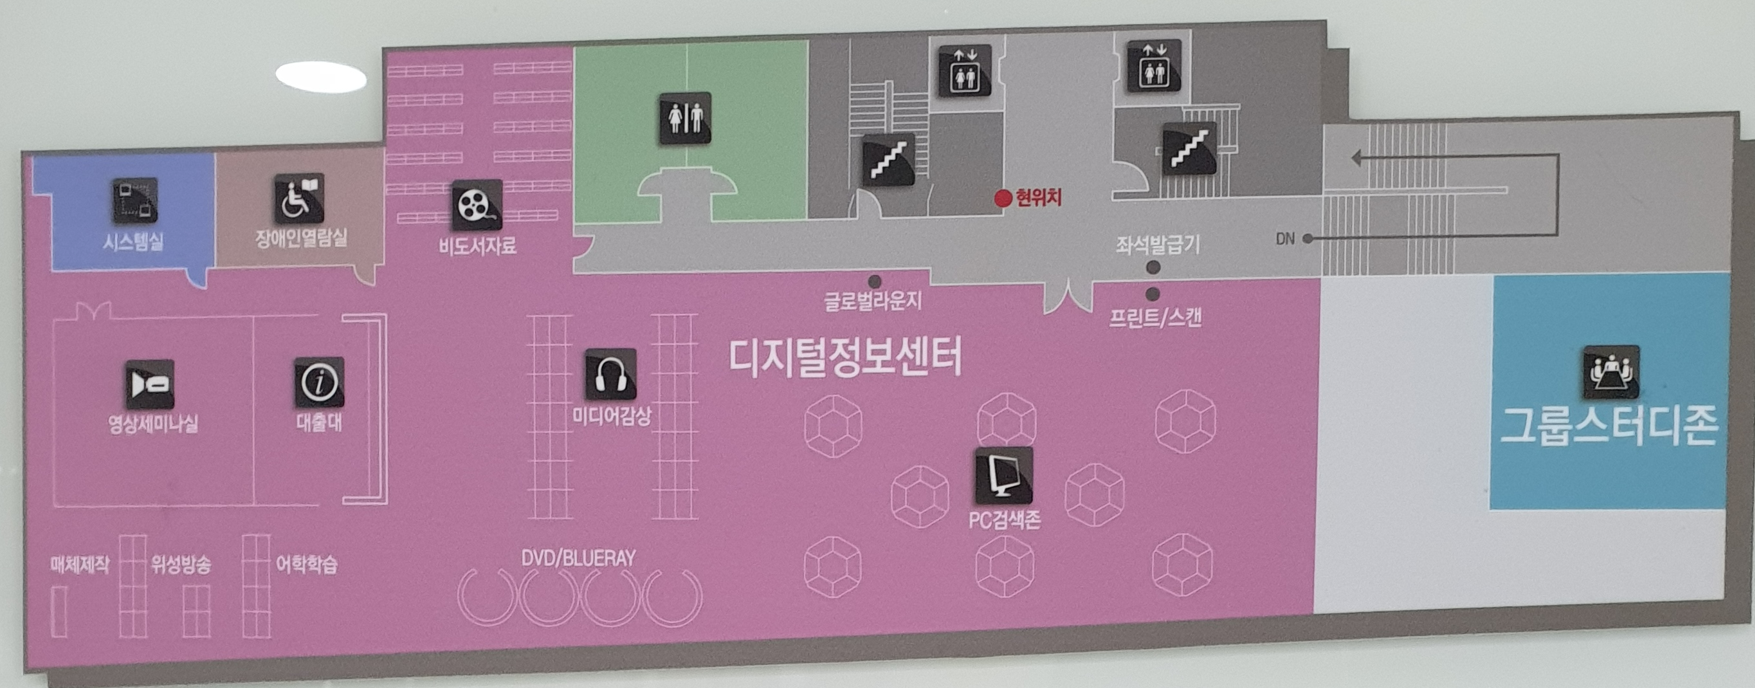 현위치
시스템실
장애인열람실
비도서자료
좌석발급기
DN
글로벌라운지
프린트/스캔
디지털정보센터
영상세미나실
대출대
미디어감상
그룹스터디존
PC검색존
매체제작
위성방송
어학학습
DVD/BLUERAY